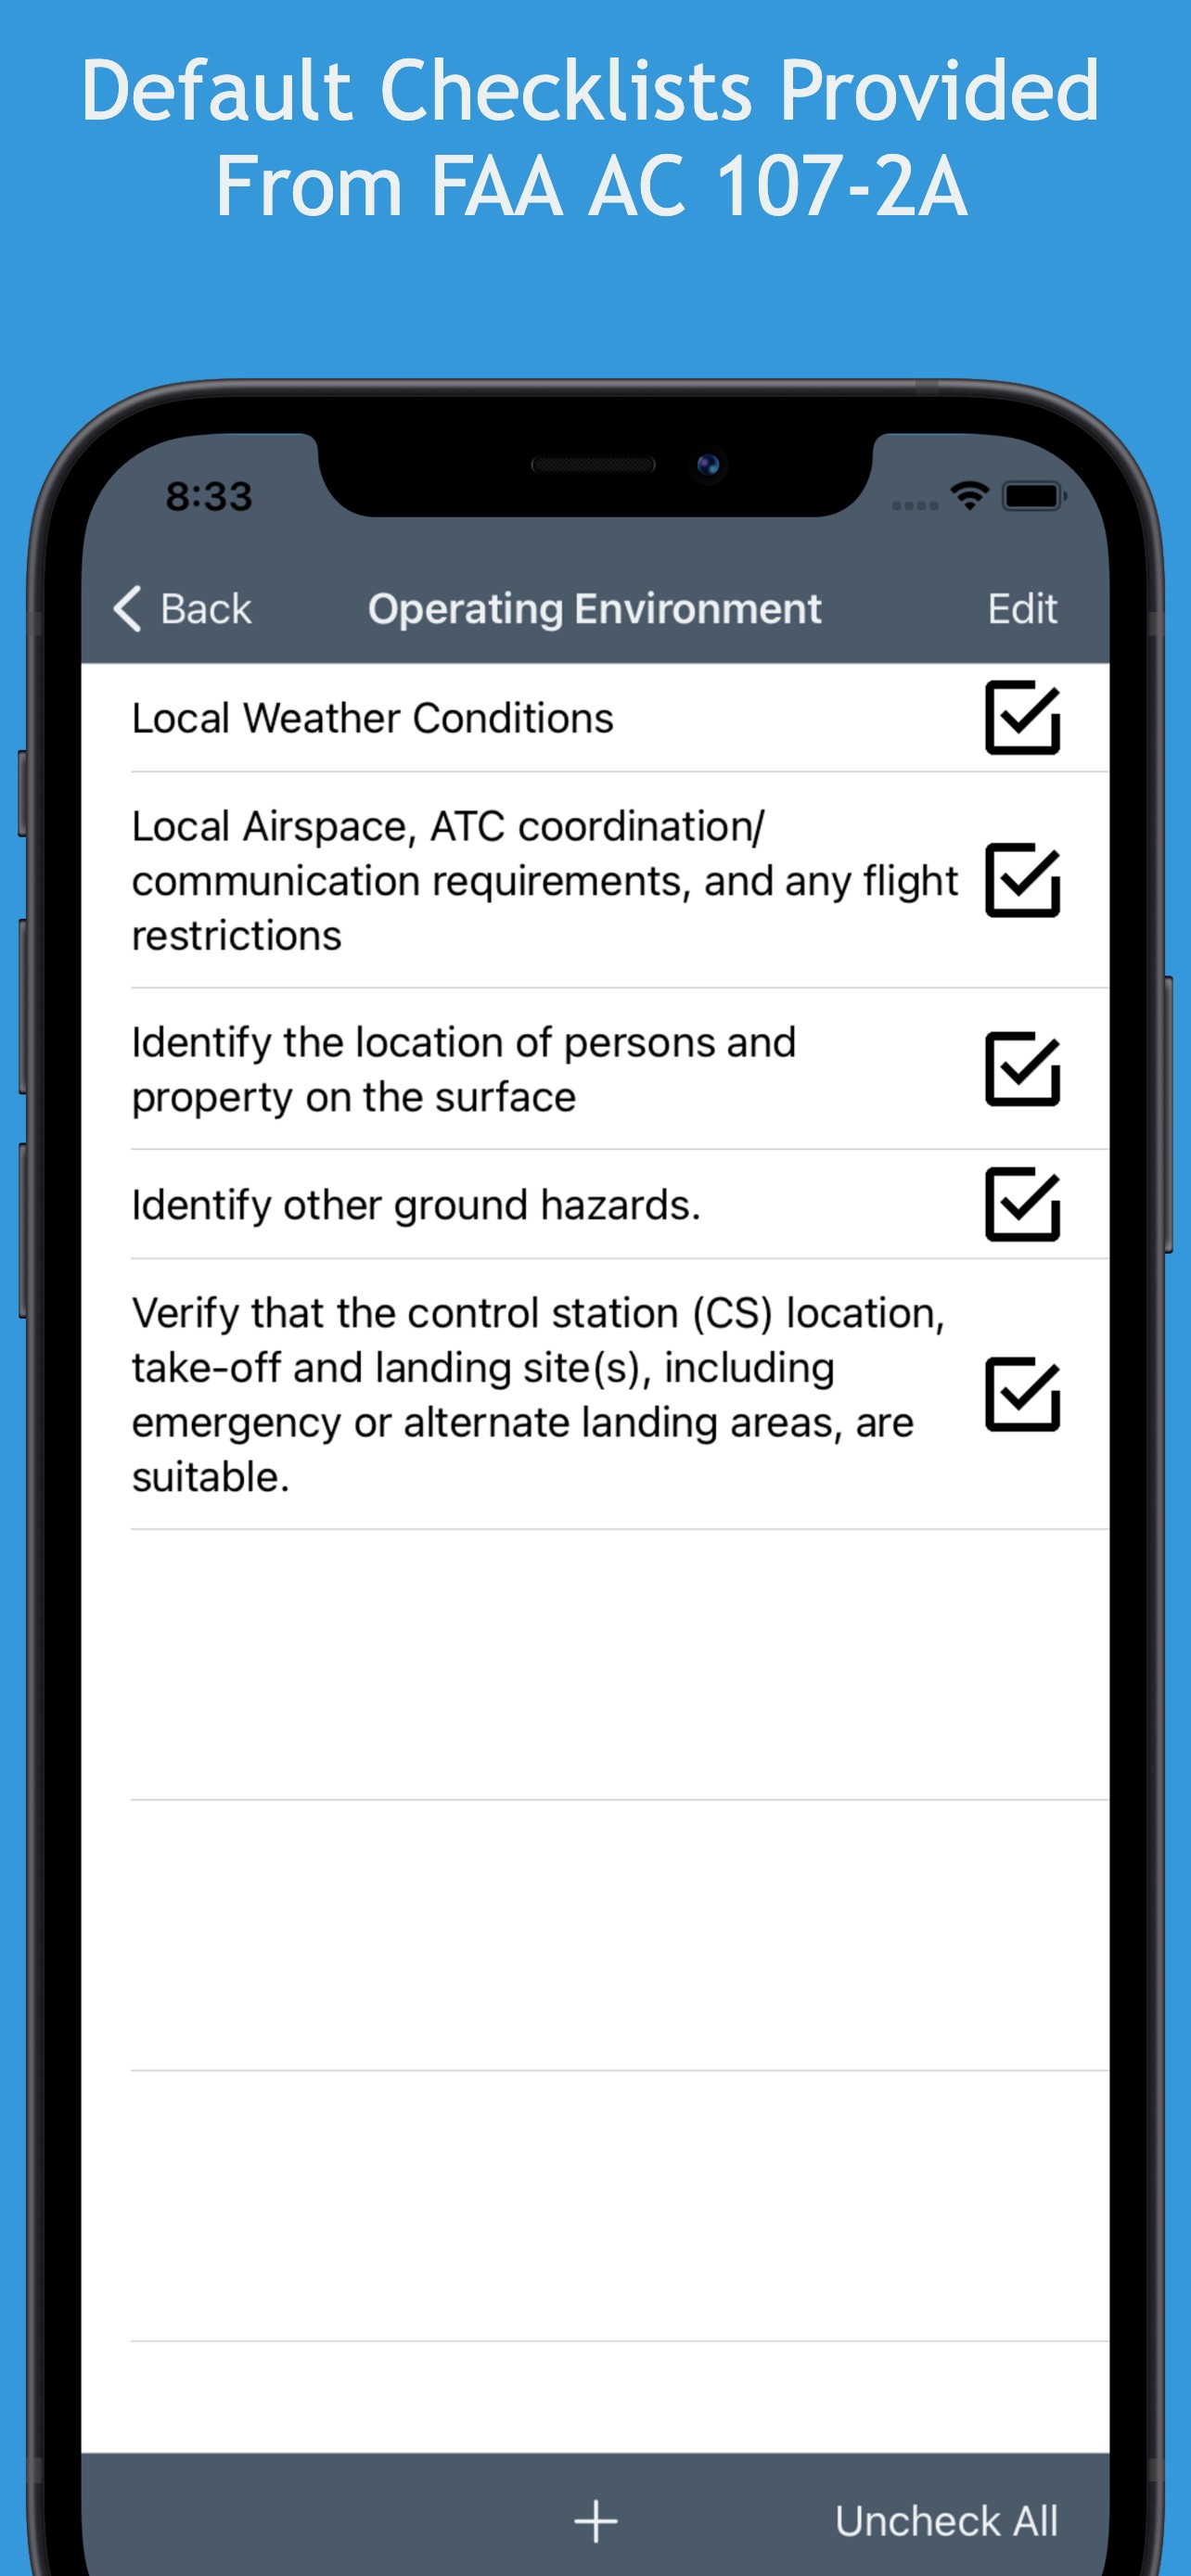 Default Checklists Provided
From FAA AC 107-2A
8:33
Back
Operating Environment
Edit
Local Weather Conditions
Local Airspace, ATC coordination/
communication requirements, and any flight
restrictions
Identify the location of persons and
property on the surface
Identify other ground hazards.
Verify that the control station (CS) location,
take-off and landing site(s), including
emergency or alternate landing areas, are
suitable.
Uncheck All